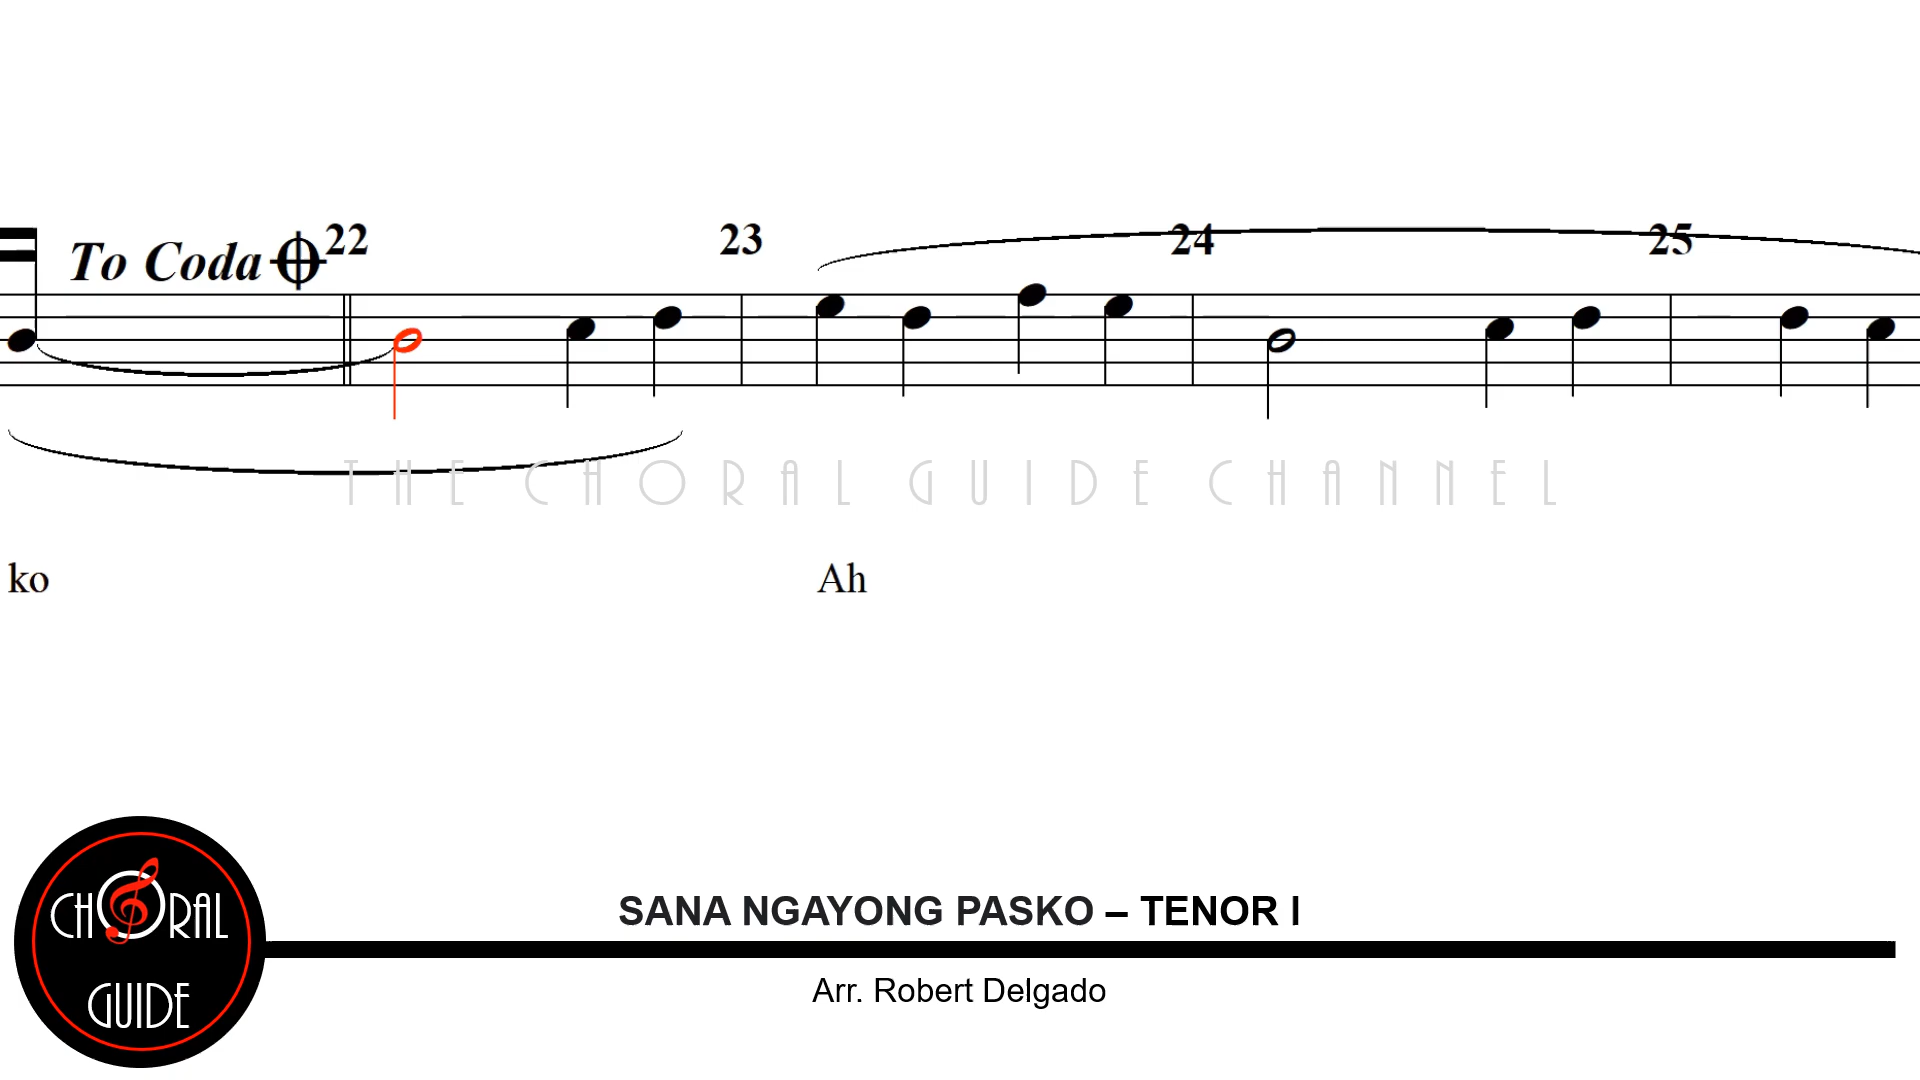 To Coda 22 23 24 25
THE CHORAL GUIDE CHANNEL
ko Ah
SANA NGAYONG PASKO – TENOR I
CHORAL
GUIDE
Arr. Robert Delgado